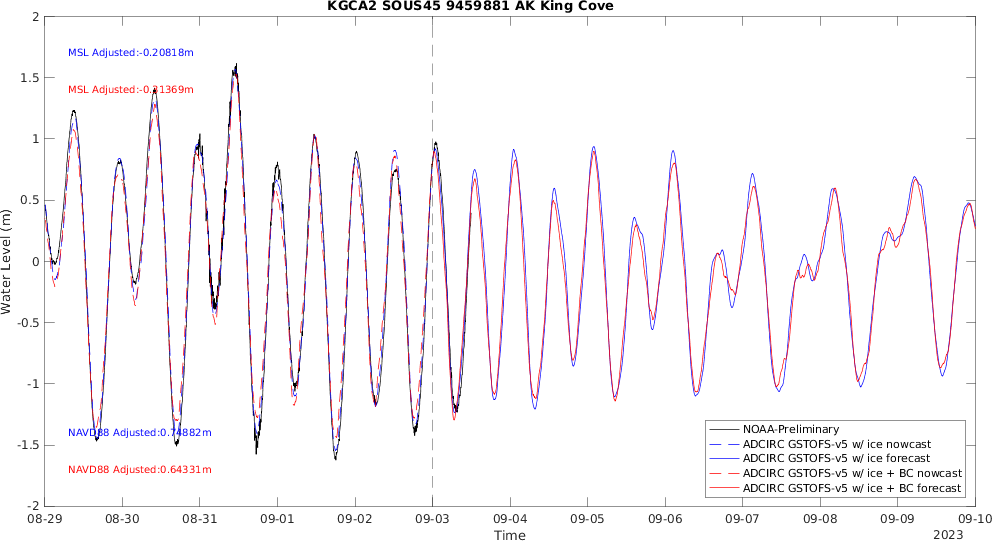 KGCA2 SOUS45 9459881 AK King Cove
Water Level (m)
2
1.5
1
0.5
0
-0.5
-1
-1.5
-2
MSL Adjusted:-0.20818m
MSL Adjusted:-0.31369m
NAVD88 Adjusted:0.74882m
NAVD88 Adjusted:0.64331m
NOAA-Preliminary
ADCIRC GSTOFS-v5 w/ ice nowcast
ADCIRC GSTOFS-v5 w/ ice forecast
ADCIRC GSTOFS-v5 w/ ice + BC nowcast
ADCIRC GSTOFS-v5 w/ ice + BC forecast
08-29 08-30 08-31 09-01 09-02 09-03 09-04 09-05 09-06 09-07 09-08 09-09 09-10
Time
2023